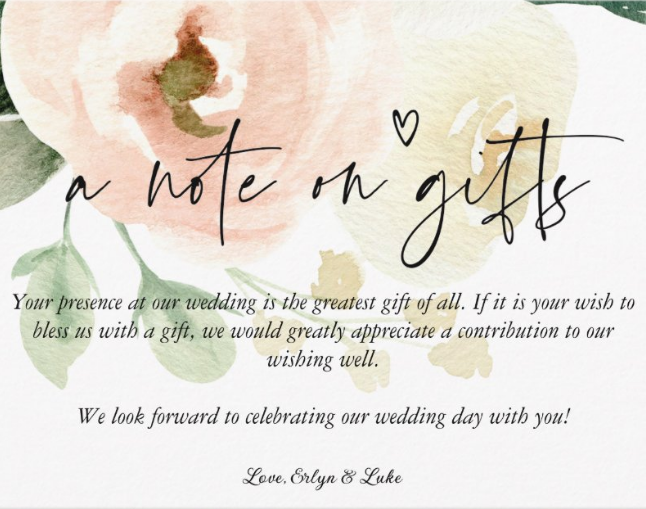 a note on gifts
Your presence at our wedding is the greatest gift of all. If it is your wish to
bless us with a gift, we would greatly appreciate a contribution to our
wishing well.
We look forward to celebrating our wedding day with you!
Love, Erlyn & Luke